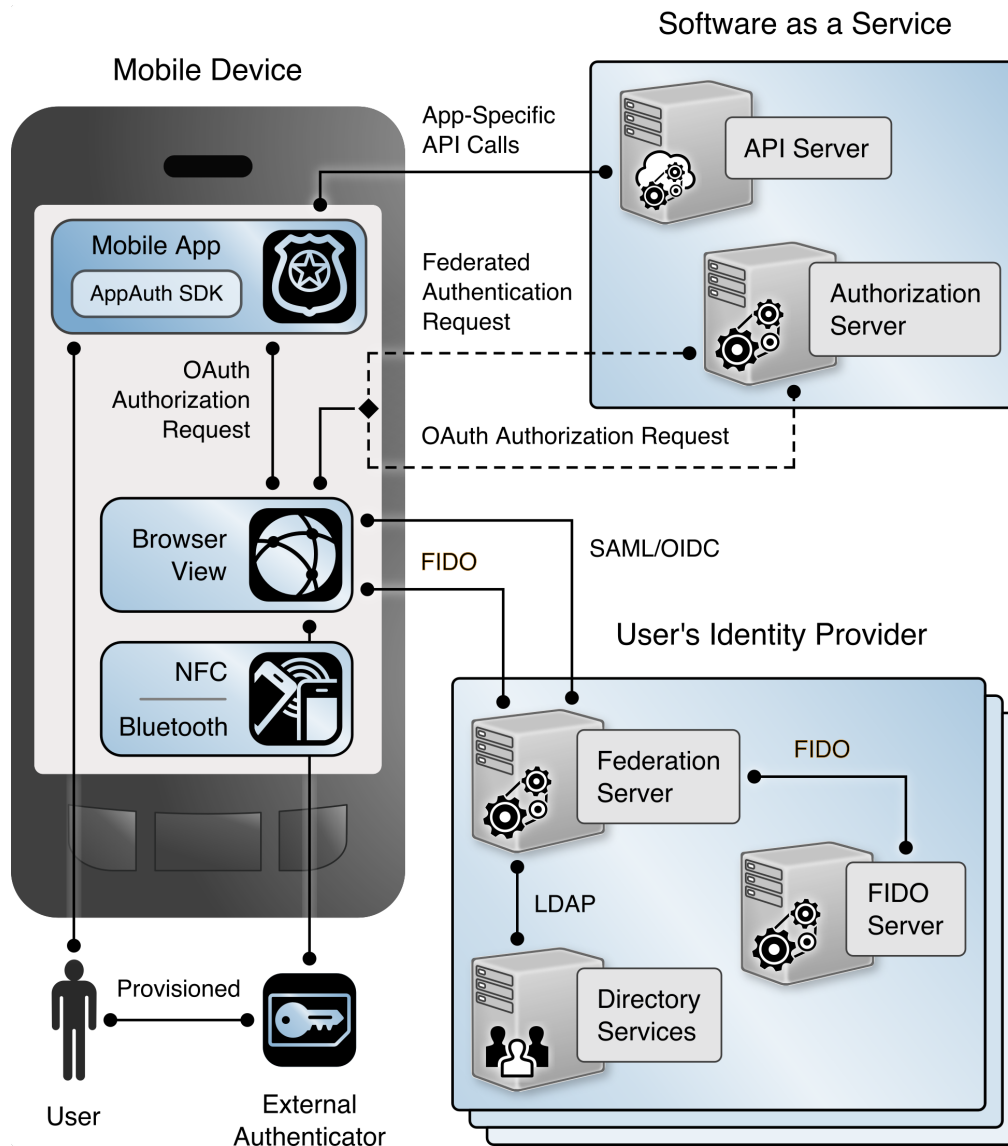 Software as a Service
Mobile Device
App-Specific
API Calls
API Server
Mobile App
AppAuth SDK
Federated
Authentication
Request
Authorization
Server
OAuth
Authorization
Request
OAuth Authorization Request
Browser
View
FIDO
SAML/OIDC
User's Identity Provider
NFC
Bluetooth
Federation
Server
FIDO
FIDO
Server
LDAP
Directory
Services
Provisioned
User
External
Authenticator